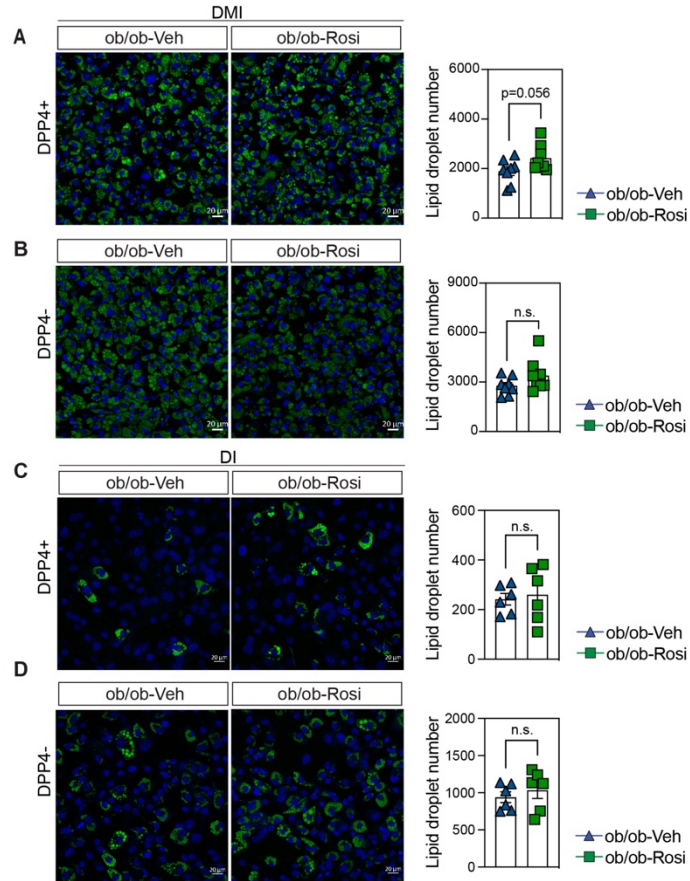 DMI
A
ob/ob-Veh
ob/ob-Rosi
DPP4+
20 µm
20 µm
Lipid droplet number
6000
4000
2000
0
p=0.056
ob/ob-Veh
ob/ob-Rosi
B
ob/ob-Veh
ob/ob-Rosi
DPP4-
20 µm
20 µm
Lipid droplet number
9000
6000
3000
0
n.s.
ob/ob-Veh
ob/ob-Rosi
DI
C
ob/ob-Veh
ob/ob-Rosi
DPP4+
20 µm
20 µm
Lipid droplet number
600
400
200
0
n.s.
ob/ob-Veh
ob/ob-Rosi
D
ob/ob-Veh
ob/ob-Rosi
DPP4-
20 µm
20 µm
Lipid droplet number
2000
1500
1000
500
0
n.s.
ob/ob-Veh
ob/ob-Rosi